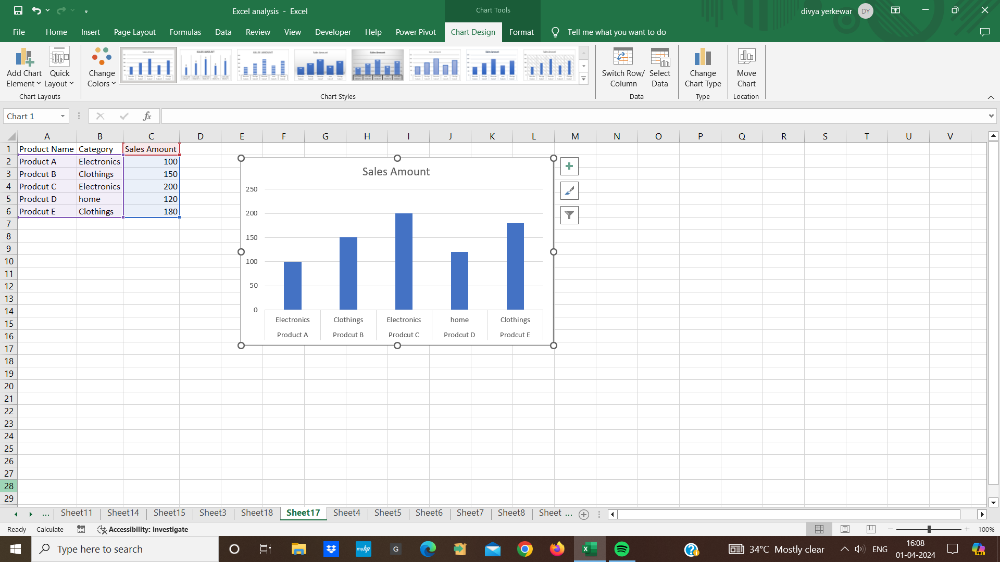 Excel analysis - Excel
Chart Tools
divya yerkewar DY
File Home Insert Page Layout Formulas Data Review View Developer Help Power Pivot Chart Design Format Tell me what you want to do
Add Chart Element
Quick Layout
Change Colors
Switch Row/ Column
Select Data
Change Chart Type
Move Chart
Chart Layouts Chart Styles Data Type Location
Chart 1 fx
A B C D E F G H I J K L M N O P Q R S T U V
1 Product Name Category Sales Amount
2 Product A Electronics 100
3 Prodcut B Clothings 150
4 Prodcut C Electronics 200
5 Prodcut D home 120
6 Prodcut E Clothings 180
7
8
9
10
11
12
13
14
15
16
17
18
19
20
21
22
23
24
25
26
27
28
29
Sales Amount
250
200
150
100
50
0
Electronics Clothings Electronics home Clothings
Product A Prodcut B Prodcut C Prodcut D Prodcut E
... Sheet11 Sheet14 Sheet15 Sheet3 Sheet18 Sheet17 Sheet4 Sheet5 Sheet6 Sheet7 Sheet8 Sheet ...
Ready Calculate Accessibility: Investigate 100%
Type here to search
myhp G
34°C Mostly clear ENG
16:08
01-04-2024
PRE